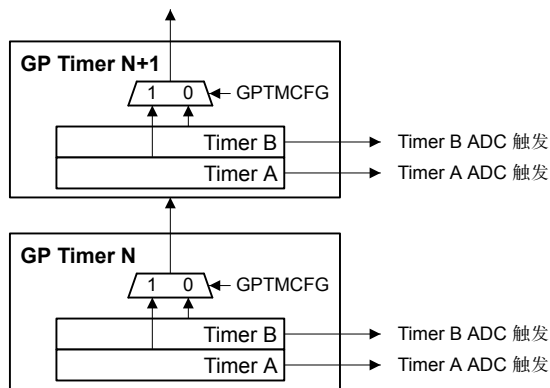 GP Timer N+1
1 0
GPTMCFG
Timer B
Timer B ADC 触发
Timer A
Timer A ADC 触发
GP Timer N
1 0
GPTMCFG
Timer B
Timer B ADC 触发
Timer A
Timer A ADC 触发